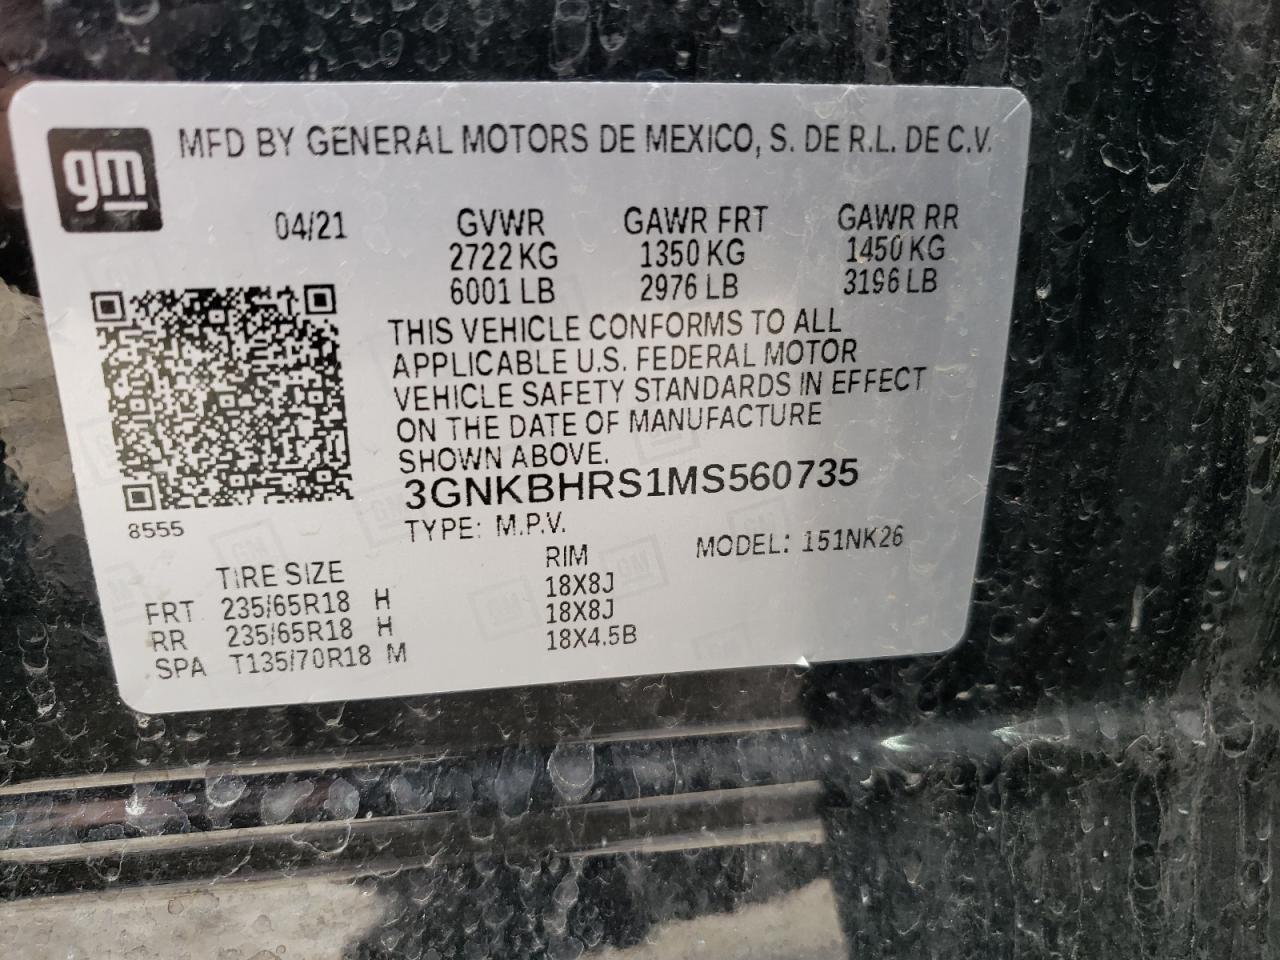 gm
MFD BY GENERAL MOTORS DE MEXICO, S. DE R.L. DE C.V.
04/21
GVWR GAWR FRT GAWR RR
2722 KG 1350 KG 1450 KG
6001 LB 2976 LB 3196 LB
THIS VEHICLE CONFORMS TO ALL
APPLICABLE U.S. FEDERAL MOTOR
VEHICLE SAFETY STANDARDS IN EFFECT
ON THE DATE OF MANUFACTURE
SHOWN ABOVE.
3GNKBHRS1MS560735
8555
TYPE: M.P.V. MODEL: 151NK26
TIRE SIZE RIM
FRT 235/65R18 H 18X8J
RR 235/65R18 H 18X8J
SPA T135/70R18 M 18X4.5B